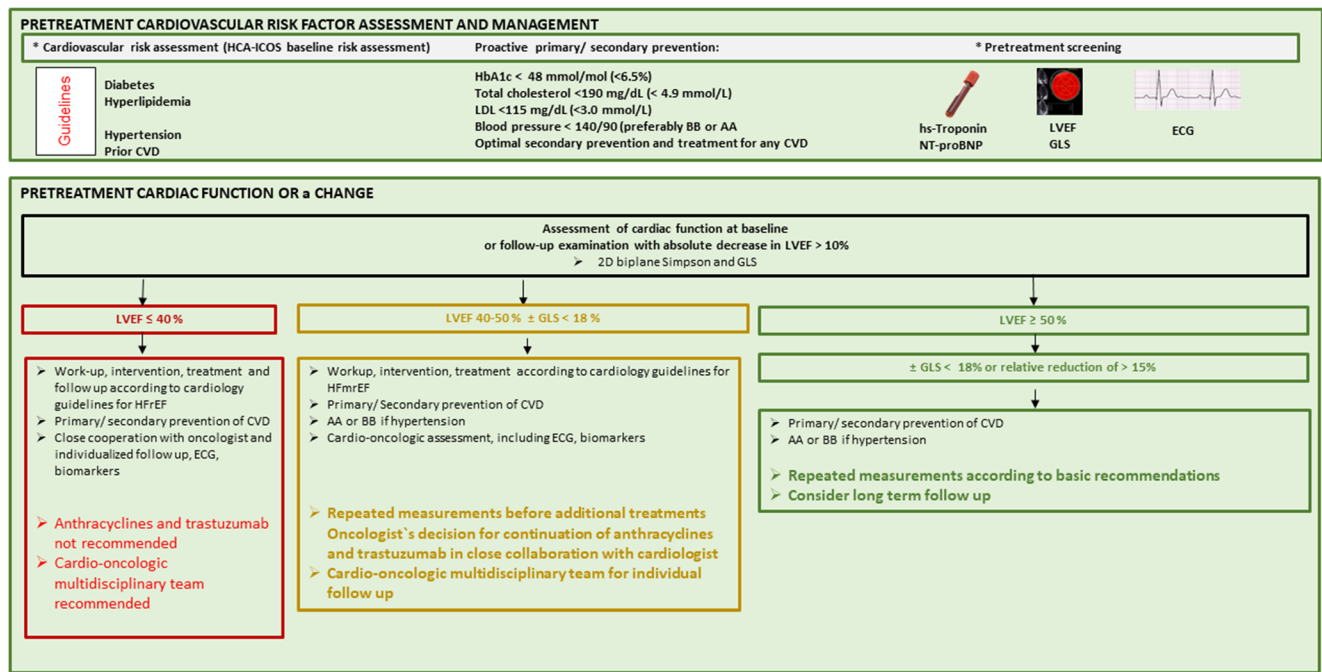 PRETREATMENT CARDIOVASCULAR RISK FACTOR ASSESSMENT AND MANAGEMENT
* Cardiovascular risk assessment (HCA-ICOS baseline risk assessment)
Proactive primary/ secondary prevention:
* Pretreatment screening
Guidelines
Diabetes
Hyperlipidemia
Hypertension
Prior CVD
HbA1c < 48 mmol/mol (<6.5%)
Total cholesterol <190 mg/dL (< 4.9 mmol/L)
LDL <115 mg/dL (<3.0 mmol/L)
Blood pressure < 140/90 (preferably BB or AA
Optimal secondary prevention and treatment for any CVD
hs-Troponin
NT-proBNP
LVEF
GLS
ECG
PRETREATMENT CARDIAC FUNCTION OR a CHANGE
Assessment of cardiac function at baseline
or follow-up examination with absolute decrease in LVEF > 10%
➢ 2D biplane Simpson and GLS
LVEF ≤ 40 %
➢ Work-up, intervention, treatment and
follow up according to cardiology
guidelines for HFrEF
➢ Primary/ secondary prevention of CVD
➢ Close cooperation with oncologist and
individualized follow up, ECG,
biomarkers
➢ Anthracyclines and trastuzumab
not recommended
➢ Cardio-oncologic
multidisciplinary team
recommended
LVEF 40-50 % ± GLS < 18 %
➢ Workup, intervention, treatment according to cardiology guidelines for
HFmrEF
➢ Primary/ Secondary prevention of CVD
➢ AA or BB if hypertension
➢ Cardio-oncologic assessment, including ECG, biomarkers
➢ Repeated measurements before additional treatments
Oncologist`s decision for continuation of anthracyclines
and trastuzumab in close collaboration with cardiologist
➢ Cardio-oncologic multidisciplinary team for individual
follow up
LVEF ≥ 50 %
± GLS < 18% or relative reduction of > 15%
➢ Primary/ secondary prevention of CVD
➢ AA or BB if hypertension
➢ Repeated measurements according to basic recommendations
➢ Consider long term follow up